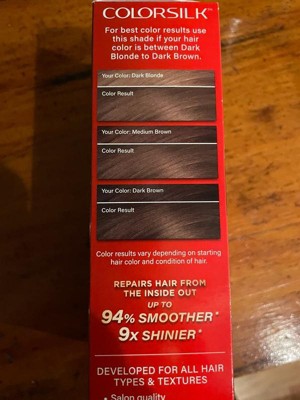 COLORSILK™
For best color results use
this shade if your hair
color is between Dark
Blonde to Dark Brown.
Your Color: Dark Blonde
Color Result
Your Color: Medium Brown
Color Result
Your Color: Dark Brown
Color Result
Color results vary depending on starting
hair color and condition of hair.
REPAIRS HAIR FROM
THE INSIDE OUT
UP TO
94% SMOOTHER*
9X SHINIER*
DEVELOPED FOR ALL HAIR
TYPES & TEXTURES
• Salon quality